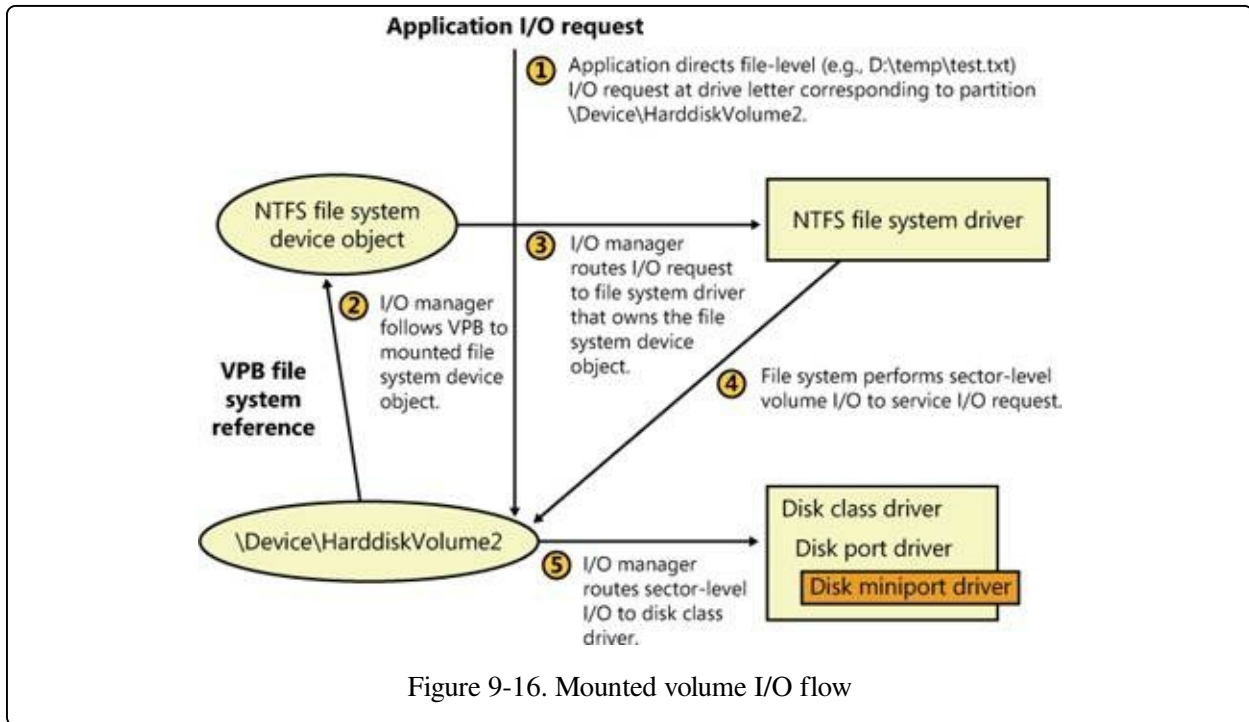 Application I/O request
1
Application directs file-level (e.g., D:\temp\test.txt)
I/O request at drive letter corresponding to partition
\Device\HarddiskVolume2.
NTFS file system
device object
NTFS file system driver
2
I/O manager
follows VPB to
mounted file
system device
object.
3
I/O manager
routes I/O request
to file system driver
that owns the file
system device
object.
VPB file
system
reference
4
File system performs sector-level
volume I/O to service I/O request.
\Device\HarddiskVolume2
5
I/O manager
routes sector-level
I/O to disk class
driver.
Disk class driver
Disk port driver
Disk miniport driver
Figure 9-16. Mounted volume I/O flow